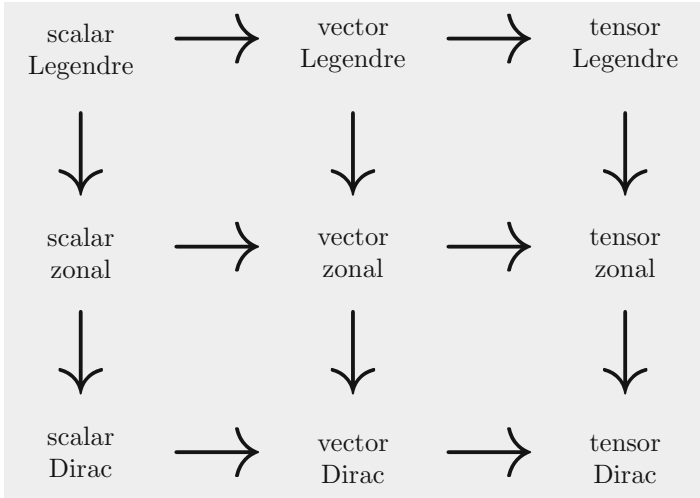 scalar
Legendre
vector
Legendre
tensor
Legendre
scalar
zonal
vector
zonal
tensor
zonal
scalar
Dirac
vector
Dirac
tensor
Dirac